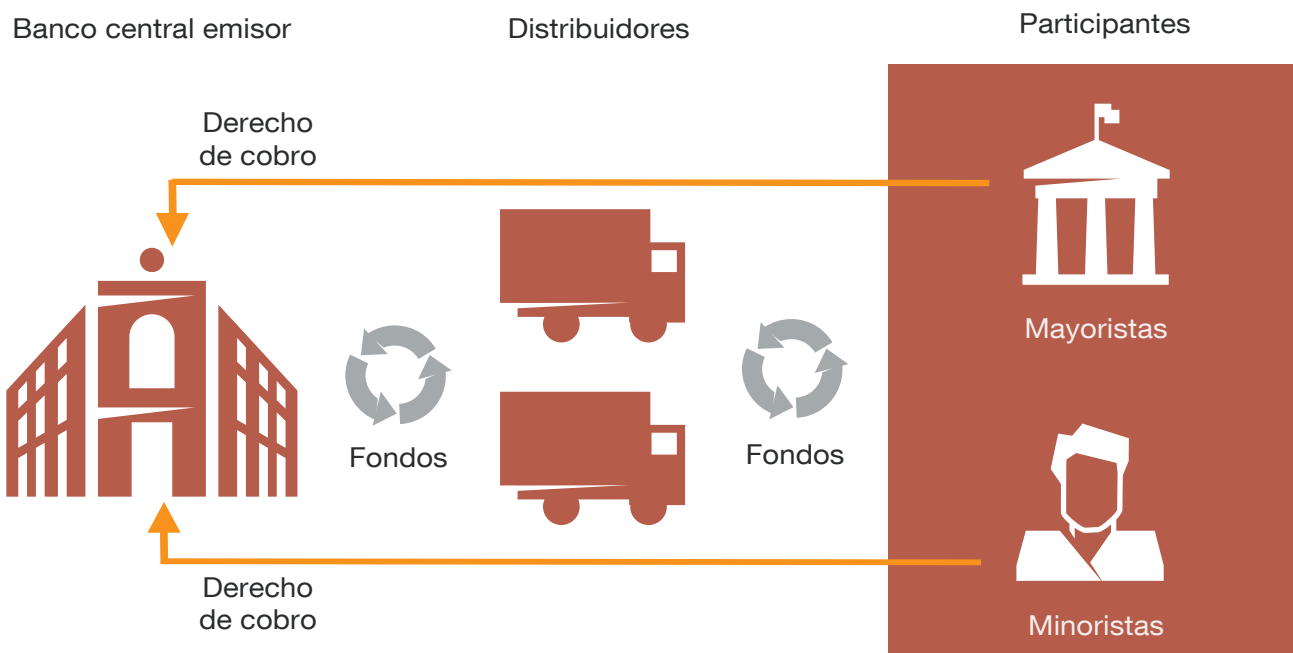 Banco central emisor
Distribuidores
Participantes
Derecho
de cobro
Mayoristas
Fondos
Fondos
Derecho
de cobro
Minoristas